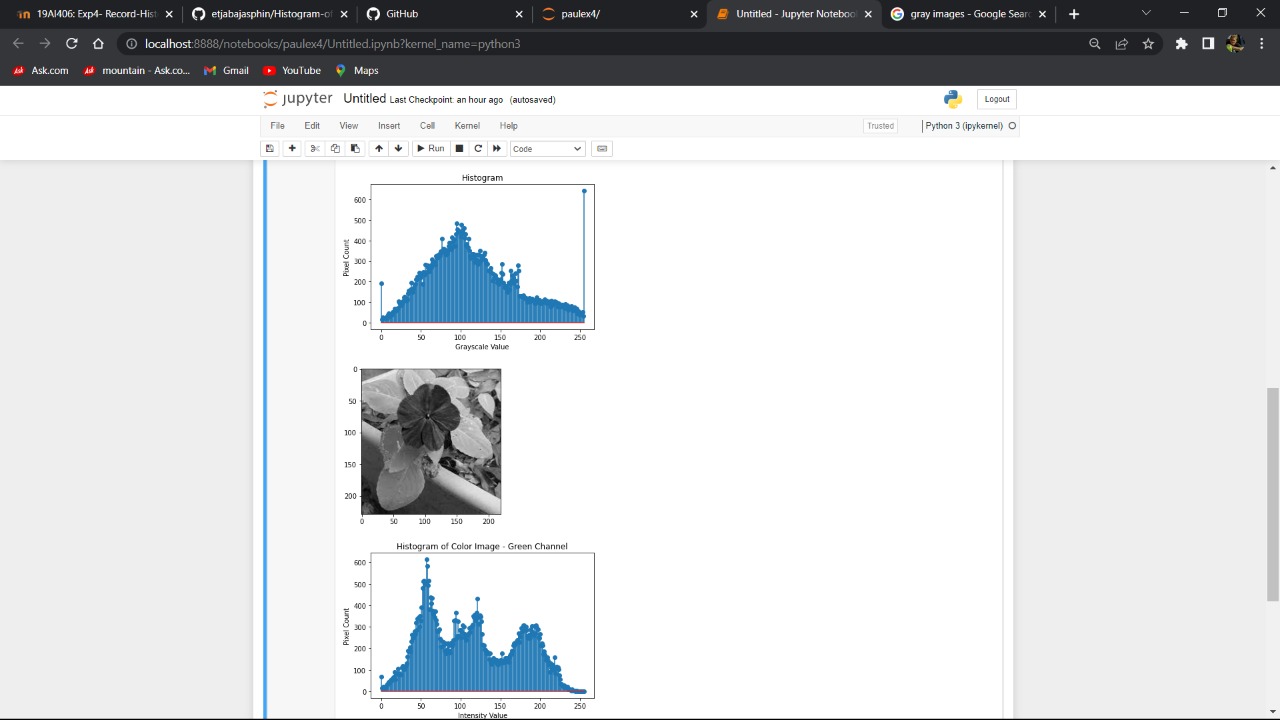 19AI406: Exp4- Record-Hist
etjabajasphin/Histogram-of
GitHub
paulex4/
Untitled - Jupyter Notebook
gray images - Google Searc
localhost:8888/notebooks/paulex4/Untitled.ipynb?kernel_name=python3
Ask Ask.com
Ask mountain - Ask.co...
Gmail
YouTube
Maps
jupyter Untitled Last Checkpoint: an hour ago (autosaved)
Logout
File Edit View Insert Cell Kernel Help
Trusted
Python 3 (ipykernel)
Run
Code
Histogram
600
500
400
300
200
100
0
Pixel Count
0 50 100 150 200 250
Grayscale Value
0
50
100
150
200
0 50 100 150 200
Histogram of Color Image - Green Channel
600
500
400
300
200
100
0
Pixel Count
0 50 100 150 200 250
Intensity Value